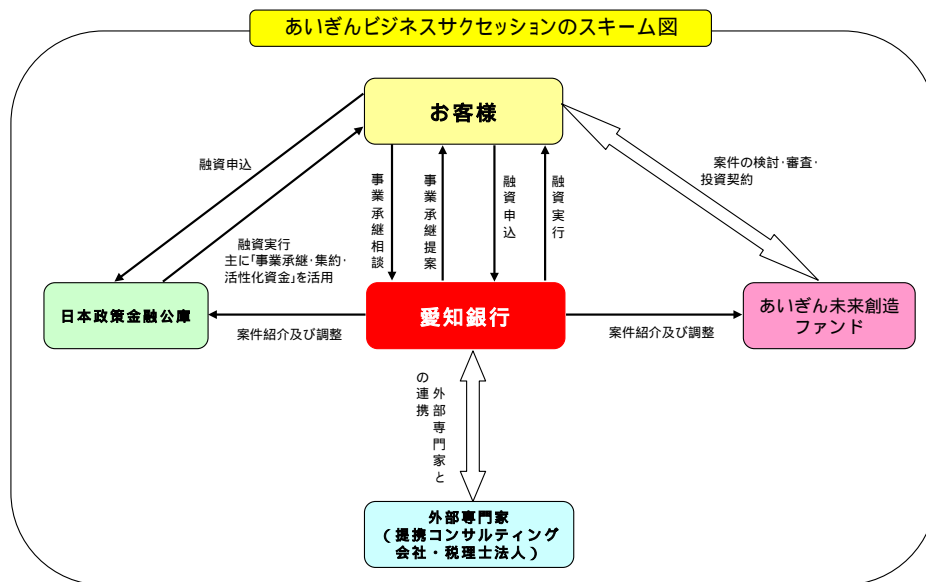 あいぎんビジネスサクセッションのスキーム図
お客様
融資申込
案件の検討･審査･
投資契約
事業承継相談
事業承継提案
融資申込
融資実行
融資実行
主に｢事業承継･集約･
活性化資金｣を活用
日本政策金融公庫
愛知銀行
あいぎん未来創造
ファンド
案件紹介及び調整
案件紹介及び調整
外部専門家と
の連携
外部専門家
（提携コンサルティング
会社・税理士法人）